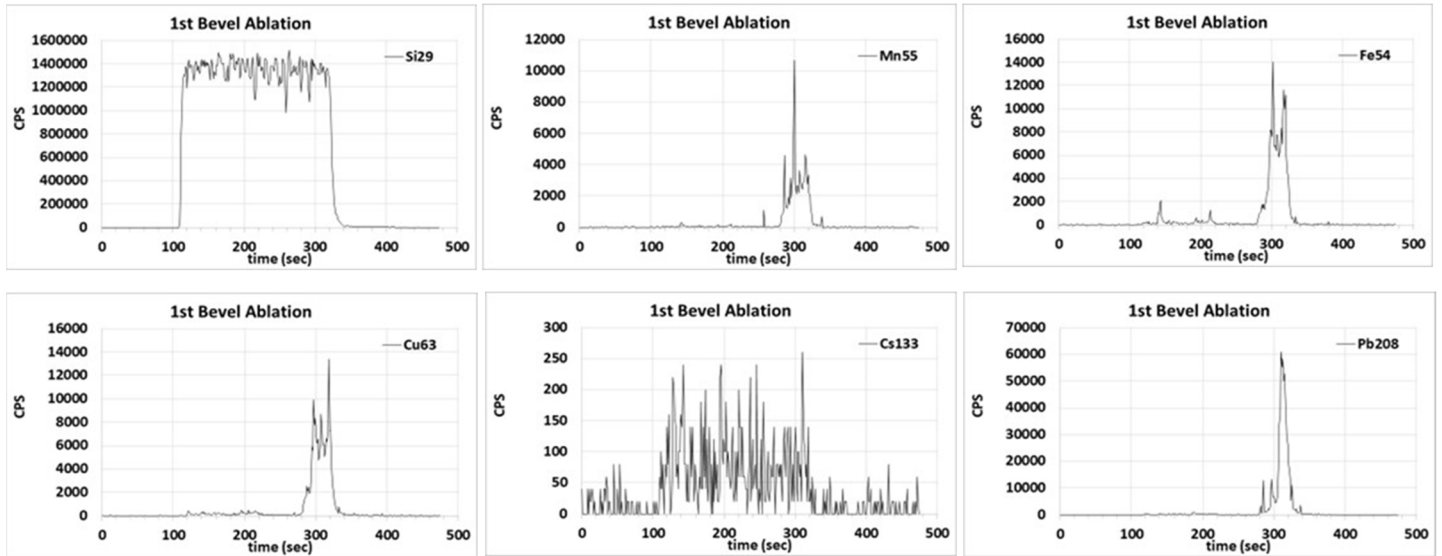 1st Bevel Ablation
1600000
1400000
1200000
1000000
800000
600000
400000
200000
0
CPS
Si29
0 100 200 300 400 500
time (sec)
1st Bevel Ablation
12000
10000
8000
6000
4000
2000
0
CPS
Mn55
0 100 200 300 400 500
time (sec)
1st Bevel Ablation
16000
14000
12000
10000
8000
6000
4000
2000
0
CPS
Fe54
0 100 200 300 400 500
time (sec)
1st Bevel Ablation
16000
14000
12000
10000
8000
6000
4000
2000
0
CPS
Cu63
0 100 200 300 400 500
time (sec)
1st Bevel Ablation
300
250
200
150
100
50
0
CPS
Cs133
0 100 200 300 400 500
time (sec)
1st Bevel Ablation
70000
60000
50000
40000
30000
20000
10000
0
CPS
Pb208
0 100 200 300 400 500
time (sec)